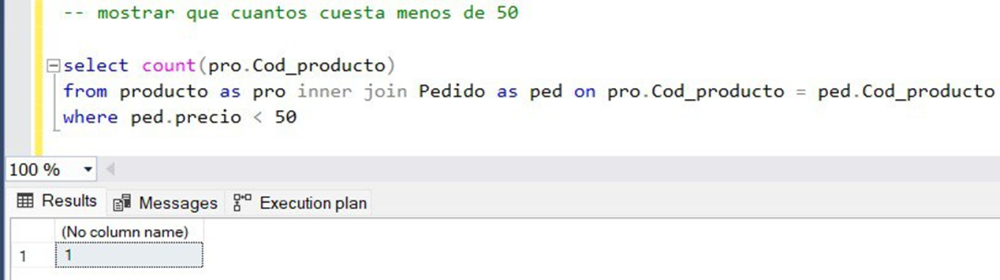 -- mostrar que cuantos cuesta menos de 50
select count(pro.Cod_producto)
from producto as pro inner join Pedido as ped on pro.Cod_producto = ped.Cod_producto
where ped.precio < 50
100 %
Results Messages Execution plan
(No column name)
1 1